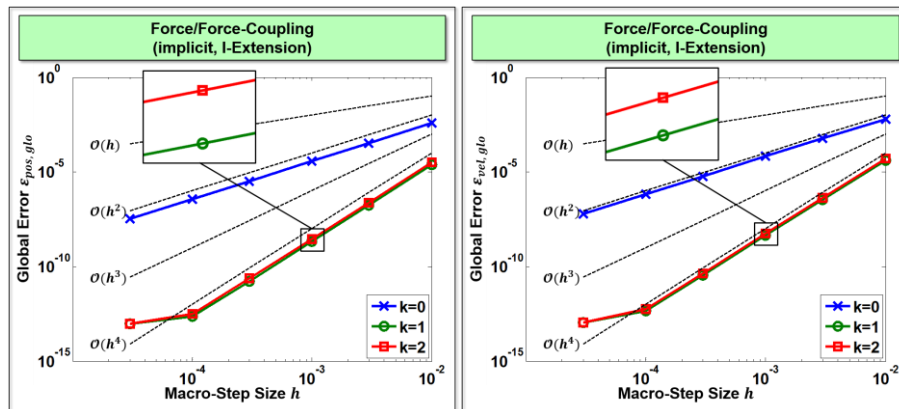 Force/Force-Coupling
(implicit, I-Extension)
10^0
10^-5
10^-10
10^-15
Global Error ε_pos,glo
O(h)
O(h^2)
O(h^3)
O(h^4)
k=0
k=1
k=2
10^-4
10^-3
10^-2
Macro-Step Size h
Force/Force-Coupling
(implicit, I-Extension)
10^0
10^-5
10^-10
10^-15
Global Error ε_vel,glo
O(h)
O(h^2)
O(h^3)
O(h^4)
k=0
k=1
k=2
10^-4
10^-3
10^-2
Macro-Step Size h